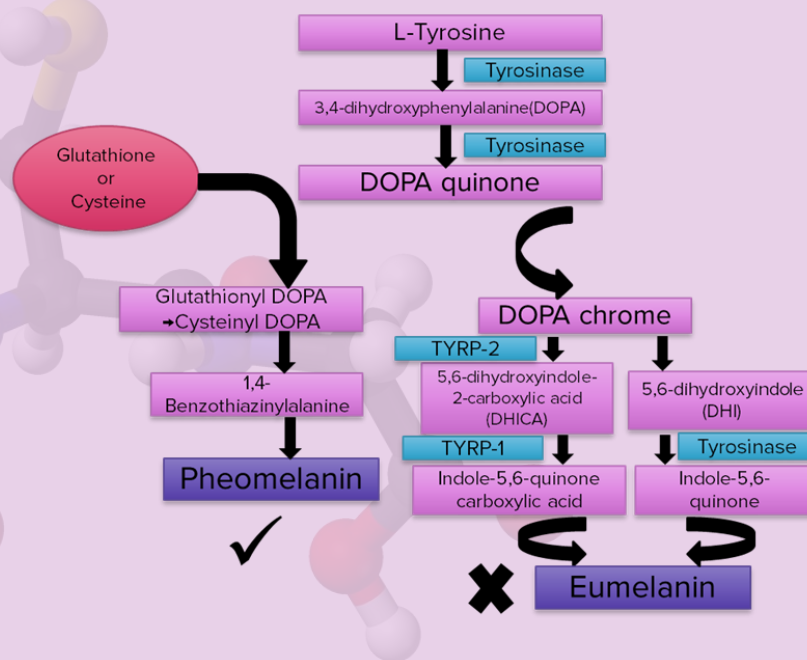 L-Tyrosine
Tyrosinase
3,4-dihydroxyphenylalanine(DOPA)
Tyrosinase
DOPA quinone
Glutathione
or
Cysteine
Glutathionyl DOPA
→Cysteinyl DOPA
1,4-
Benzothiazinylalanine
Pheomelanin
DOPA chrome
TYRP-2
5,6-dihydroxyindole-
2-carboxylic acid
(DHICA)
TYRP-1
Indole-5,6-quinone
carboxylic acid
5,6-dihydroxyindole
(DHI)
Tyrosinase
Indole-5,6-
quinone
Eumelanin